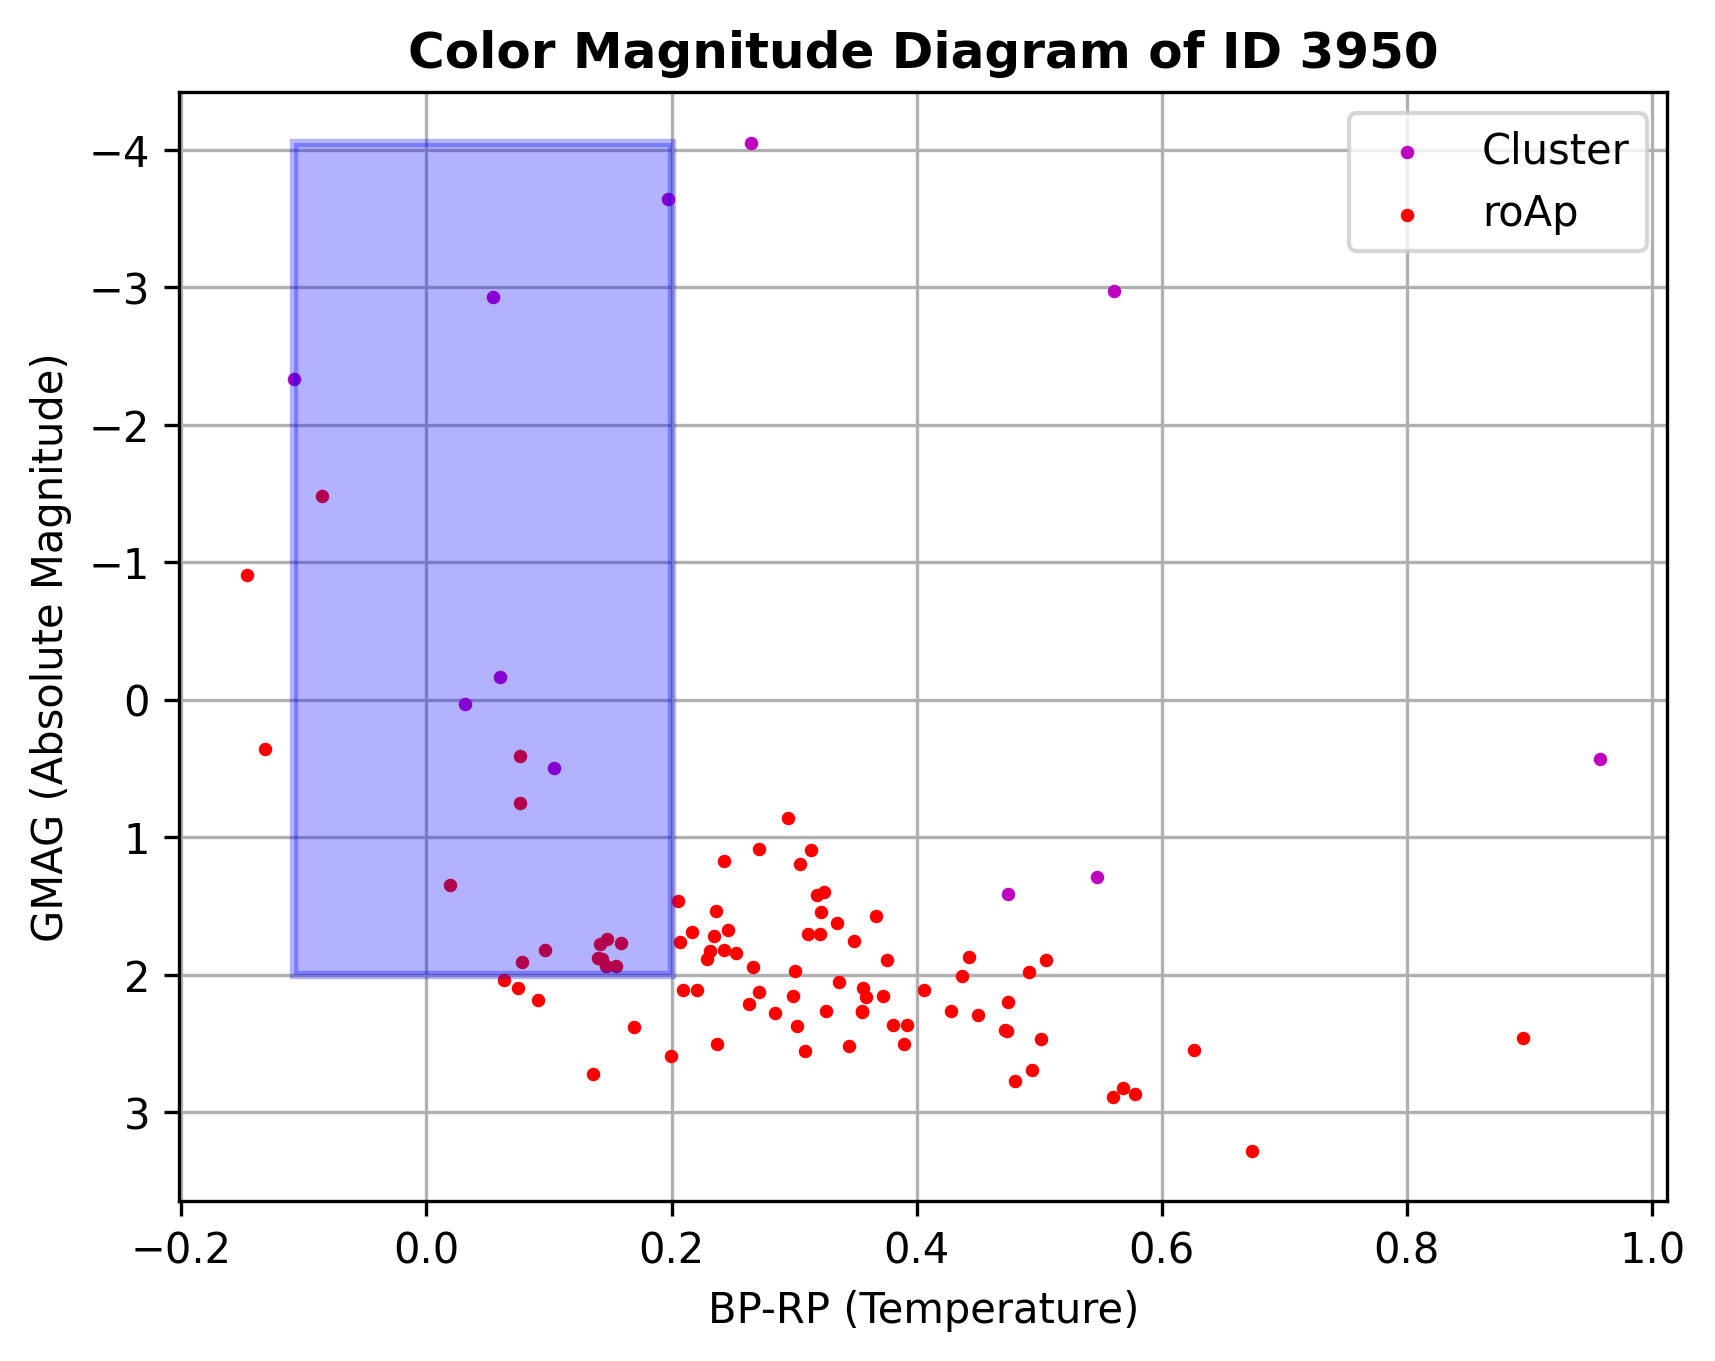 Color Magnitude Diagram of ID 3950
Cluster
roAp
GMAG (Absolute Magnitude)
−4
−3
−2
−1
0
1
2
3
−0.2 0.0 0.2 0.4 0.6 0.8 1.0
BP-RP (Temperature)